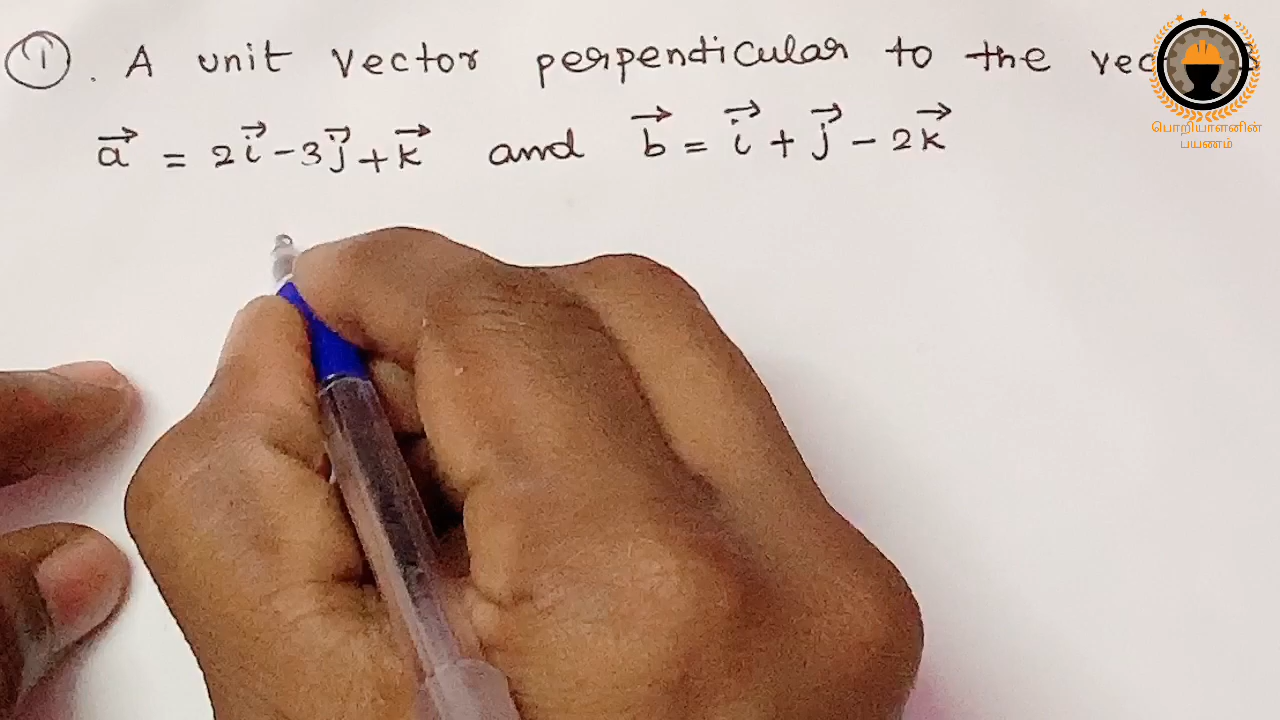 ① . A unit vector perpendicular to the vec
a⃗ = 2i⃗ - 3j⃗ + k⃗ and b⃗ = i⃗ + j⃗ - 2k⃗
பொறியாளனின்
பயணம்